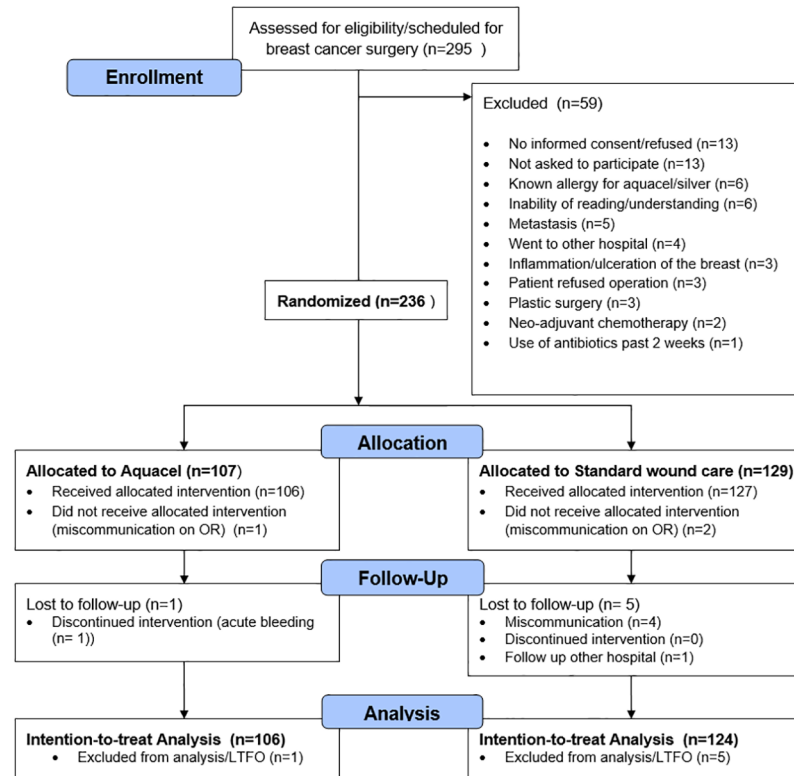 Assessed for eligibility/scheduled for
breast cancer surgery (n=295 )
Enrollment
Excluded (n=59)
• No informed consent/refused (n=13)
• Not asked to participate (n=13)
• Known allergy for aquacel/silver (n=6)
• Inability of reading/understanding (n=6)
• Metastasis (n=5)
• Went to other hospital (n=4)
• Inflammation/ulceration of the breast (n=3)
• Patient refused operation (n=3)
• Plastic surgery (n=3)
• Neo-adjuvant chemotherapy (n=2)
• Use of antibiotics past 2 weeks (n=1)
Randomized (n=236 )
Allocation
Allocated to Aquacel (n=107)
• Received allocated intervention (n=106)
• Did not receive allocated intervention
(miscommunication on OR) (n=1)
Allocated to Standard wound care (n=129)
• Received allocated intervention (n=127)
• Did not receive allocated intervention
(miscommunication on OR) (n=2)
Follow-Up
Lost to follow-up (n=1)
• Discontinued intervention (acute bleeding
(n= 1))
Lost to follow-up (n= 5)
• Miscommunication (n=4)
• Discontinued intervention (n=0)
• Follow up other hospital (n=1)
Analysis
Intention-to-treat Analysis (n=106)
• Excluded from analysis/LTFO (n=1)
Intention-to-treat Analysis (n=124)
• Excluded from analysis/LTFO (n=5)